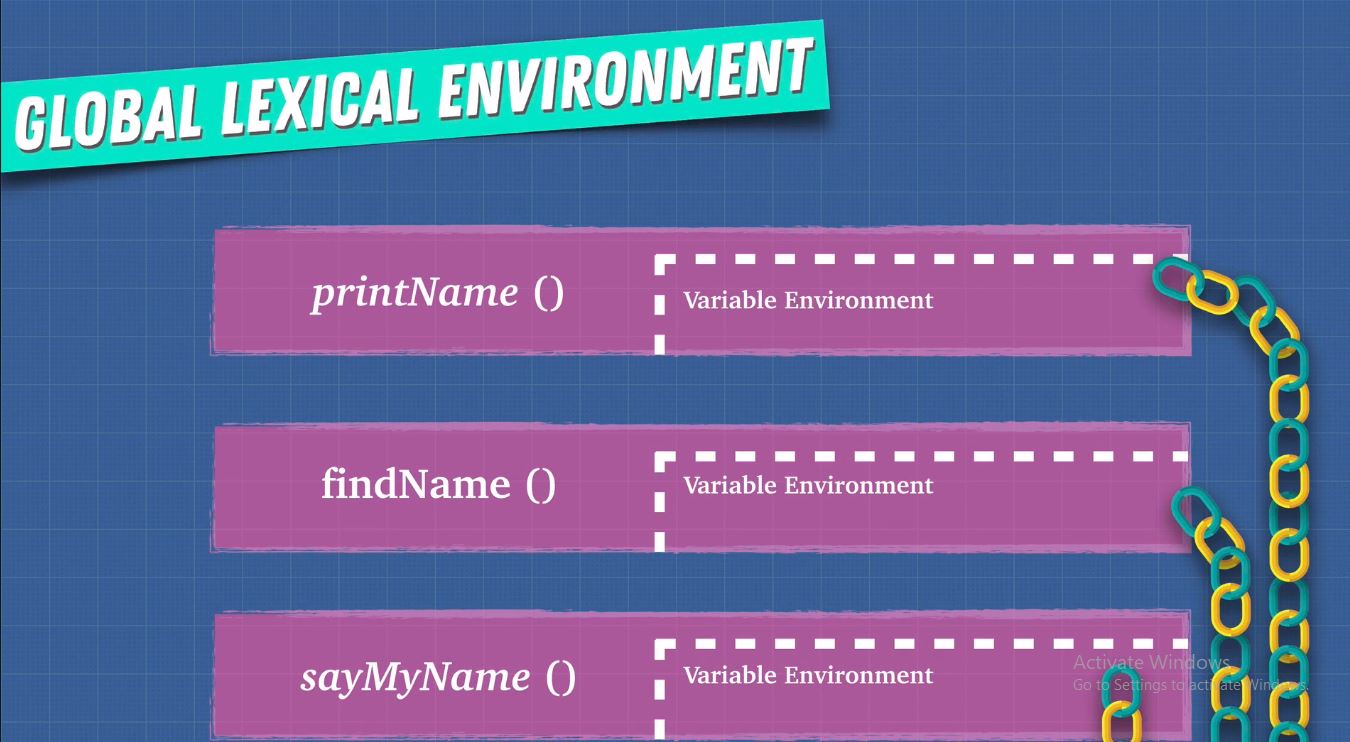 GLOBAL LEXICAL ENVIRONMENT
printName ()
Variable Environment
findName ()
Variable Environment
sayMyName ()
Variable Environment
Activate Windows
Go to Settings to activate Windows.